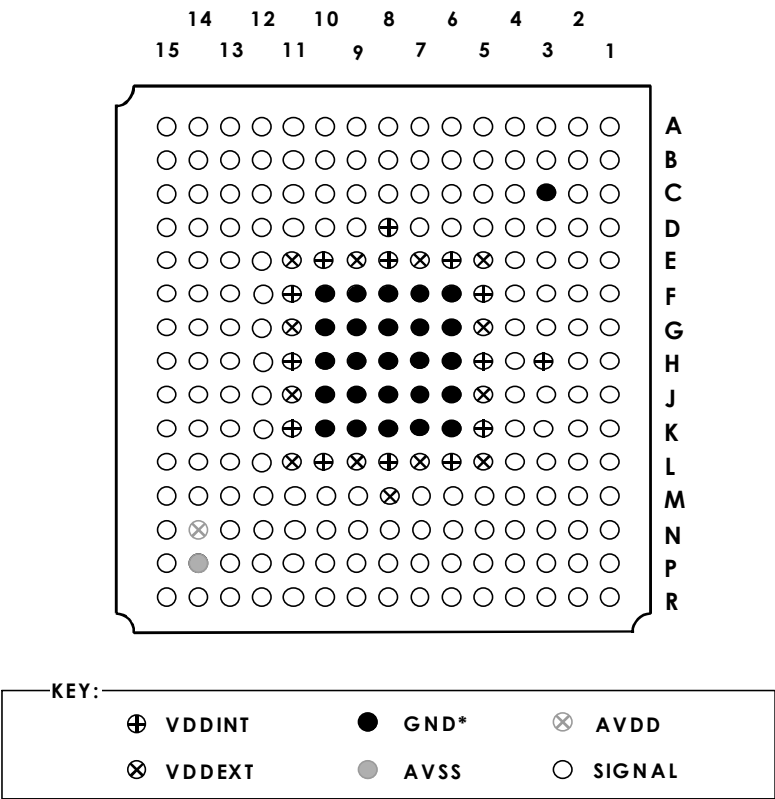 14 12 10 8 6 4 2
15 13 11 9 7 5 3 1
A
B
C
D
E
F
G
H
J
K
L
M
N
P
R
KEY:
VDDINT GND* AVDD
VDDEXT AVSS SIGNAL